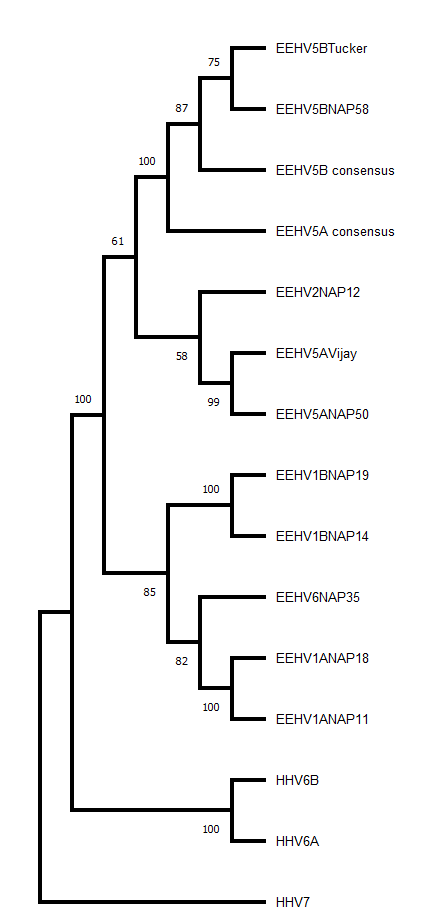 EEHV5BTucker
75
EEHV5BNAP58
87
EEHV5B consensus
100
EEHV5A consensus
61
EEHV2NAP12
58
EEHV5AVijay
99
EEHV5ANAP50
100
EEHV1BNAP19
100
EEHV1BNAP14
85
EEHV6NAP35
82
EEHV1ANAP18
100
EEHV1ANAP11
HHV6B
100
HHV6A
HHV7